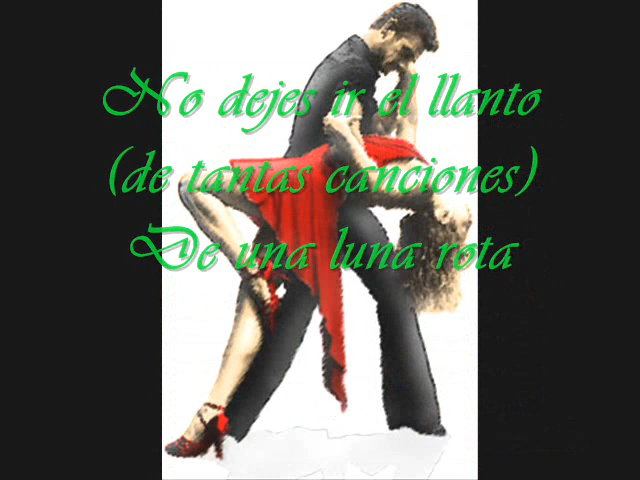 No dejes ir el llanto
(de tantas canciones)
De una luna rota